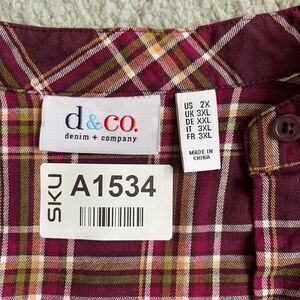 d&co.
denim + company
US 2X
UK 3XL
DE XXL
IT 3XL
FR 3XL
MADE IN
CHINA
SKU
A1534